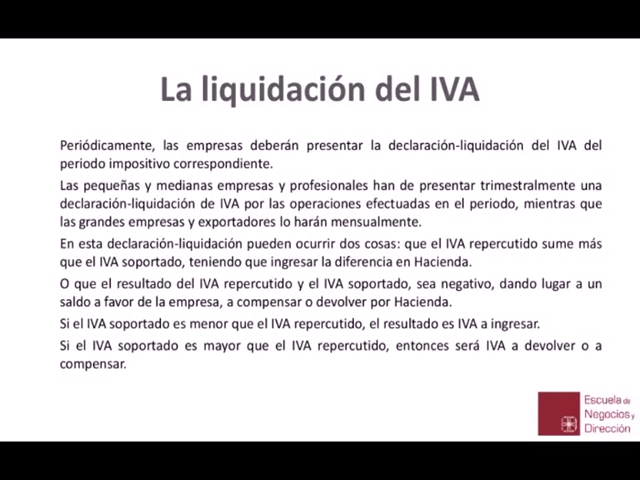 La liquidación del IVA
Periódicamente, las empresas deberán presentar la declaración-liquidación del IVA del
periodo impositivo correspondiente.
Las pequeñas y medianas empresas y profesionales han de presentar trimestralmente una
declaración-liquidación de IVA por las operaciones efectuadas en el periodo, mientras que
las grandes empresas y exportadores lo harán mensualmente.
En esta declaración-liquidación pueden ocurrir dos cosas: que el IVA repercutido sume más
que el IVA soportado, teniendo que ingresar la diferencia en Hacienda.
O que el resultado del IVA repercutido y el IVA soportado, sea negativo, dando lugar a un
saldo a favor de la empresa, a compensar o devolver por Hacienda.
Si el IVA soportado es menor que el IVA repercutido, el resultado es IVA a ingresar.
Si el IVA soportado es mayor que el IVA repercutido, entonces será IVA a devolver o a
compensar.
Escuela de
Negocios y
Dirección